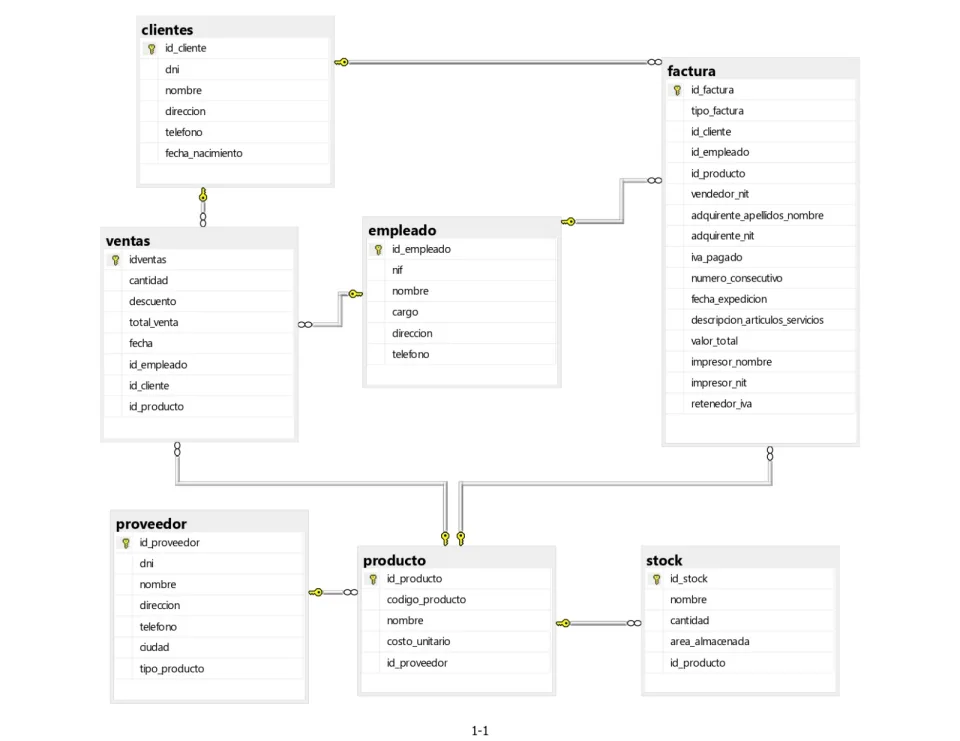 clientes
id_cliente
dni
nombre
direccion
telefono
fecha_nacimiento
factura
id_factura
tipo_factura
id_cliente
id_empleado
id_producto
vendedor_nit
adquirente_apellidos_nombre
adquirente_nit
iva_pagado
numero_consecutivo
fecha_expedicion
descripcion_articulos_servicios
valor_total
impresor_nombre
impresor_nit
retenedor_iva
ventas
idventas
cantidad
descuento
total_venta
fecha
id_empleado
id_cliente
id_producto
empleado
id_empleado
nif
nombre
cargo
direccion
telefono
proveedor
id_proveedor
dni
nombre
direccion
telefono
ciudad
tipo_producto
producto
id_producto
codigo_producto
nombre
costo_unitario
id_proveedor
stock
id_stock
nombre
cantidad
area_almacenada
id_producto
1-1